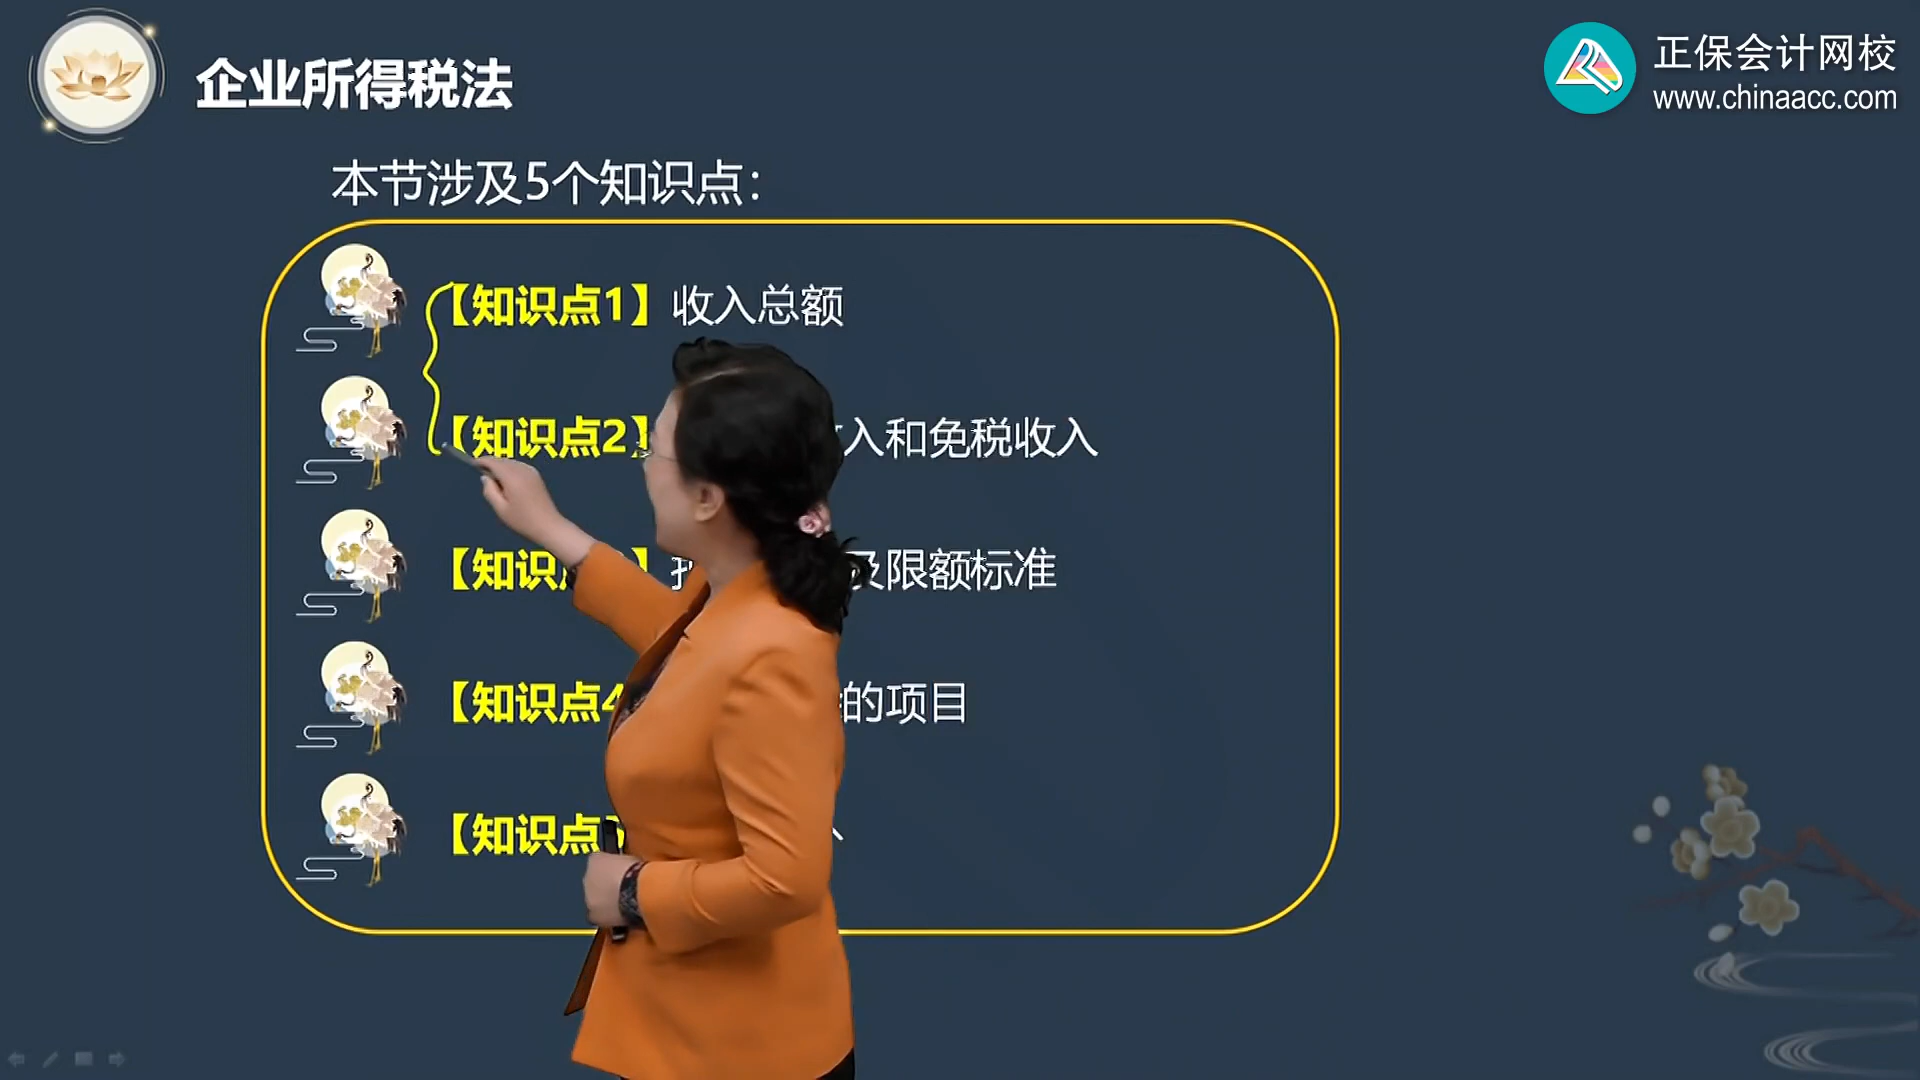 企业所得税法
正保会计网校
www.chinaacc.com
本节涉及5个知识点：
【知识点1】收入总额
【知识点2】 入和免税收入
【知识 】 及限额标准
【知识点4 的项目
【知识点